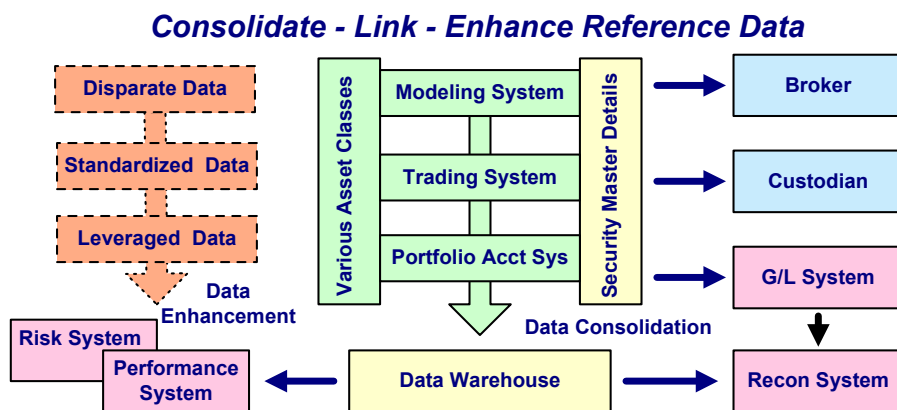 Consolidate - Link - Enhance Reference Data
Disparate Data
Standardized Data
Leveraged Data
Data
Enhancement
Various Asset Classes
Modeling System
Trading System
Portfolio Acct Sys
Security Master Details
Data Consolidation
Broker
Custodian
G/L System
Risk System
Performance
System
Data Warehouse
Recon System